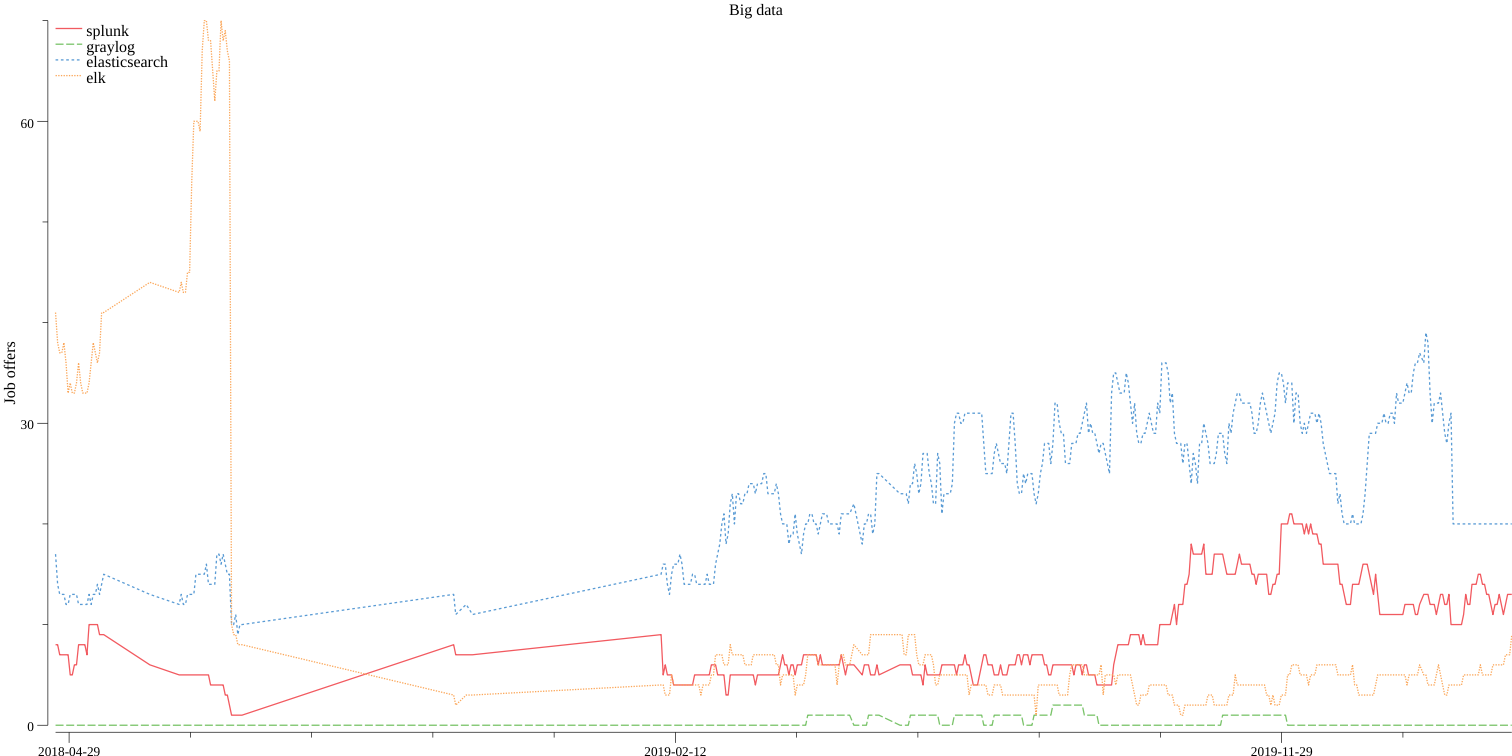 Big data
splunk
graylog
elasticsearch
elk
60
30
0
Job offers
2018-04-29
2019-02-12
2019-11-29